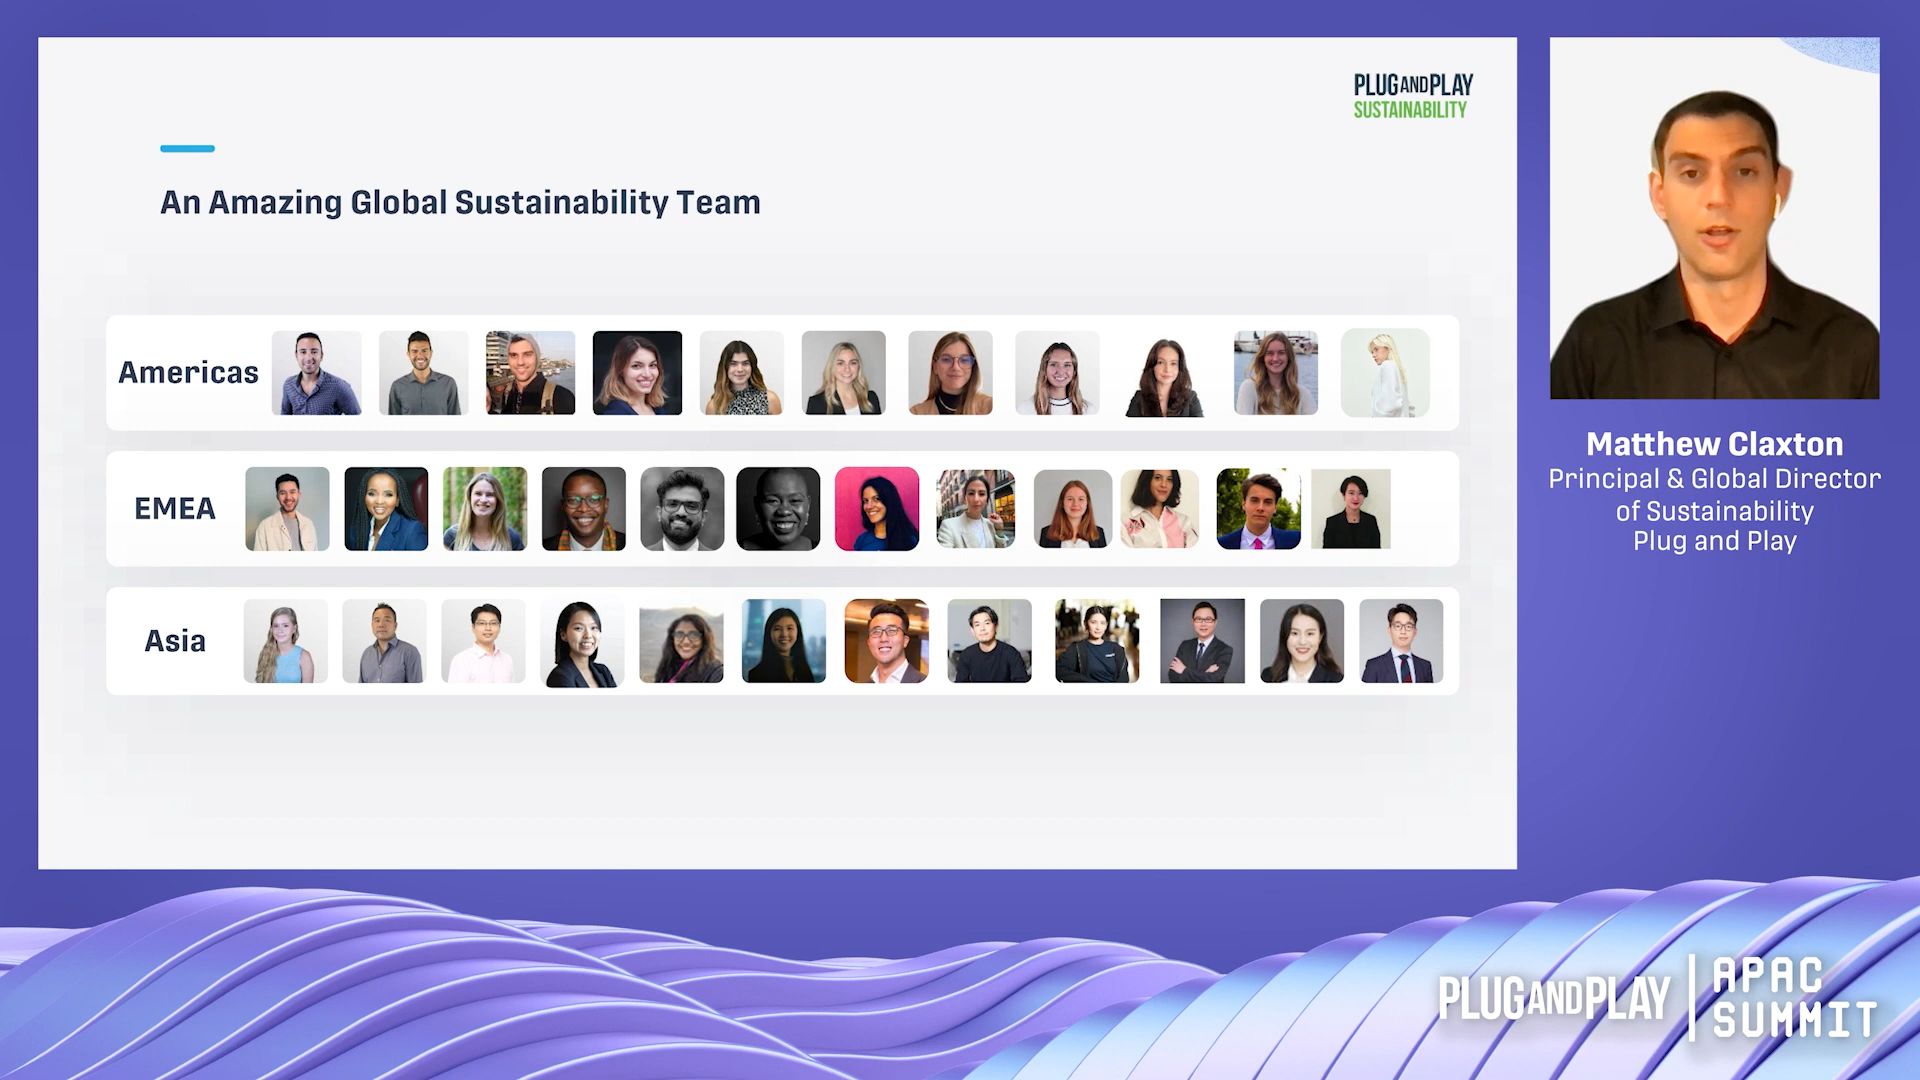 PLUGANDPLAY
SUSTAINABILITY
An Amazing Global Sustainability Team
Americas
EMEA
Asia
Matthew Claxton
Principal & Global Director
of Sustainability
Plug and Play
PLUGANDPLAY
APAC
SUMMIT